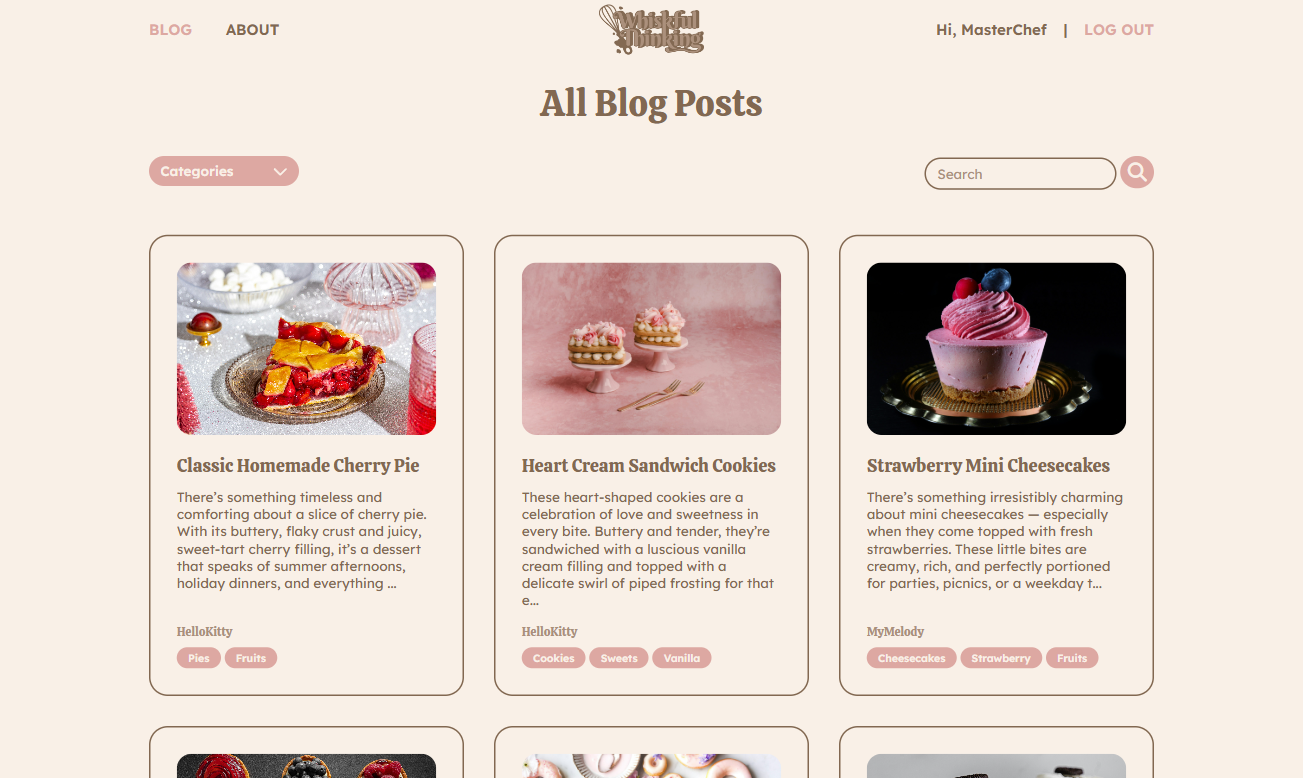 BLOG ABOUT
Whiskful
Thinking
Hi, MasterChef | LOG OUT
All Blog Posts
Categories
Search
Classic Homemade Cherry Pie
There’s something timeless and
comforting about a slice of cherry pie.
With its buttery, flaky crust and juicy,
sweet-tart cherry filling, it’s a dessert
that speaks of summer afternoons,
holiday dinners, and everything ...
HelloKitty
Pies Fruits
Heart Cream Sandwich Cookies
These heart-shaped cookies are a
celebration of love and sweetness in
every bite. Buttery and tender, they’re
sandwiched with a luscious vanilla
cream filling and topped with a
delicate swirl of piped frosting for that
e...
HelloKitty
Cookies Sweets Vanilla
Strawberry Mini Cheesecakes
There’s something irresistibly charming
about mini cheesecakes — especially
when they come topped with fresh
strawberries. These little bites are
creamy, rich, and perfectly portioned
for parties, picnics, or a weekday t...
MyMelody
Cheesecakes Strawberry Fruits